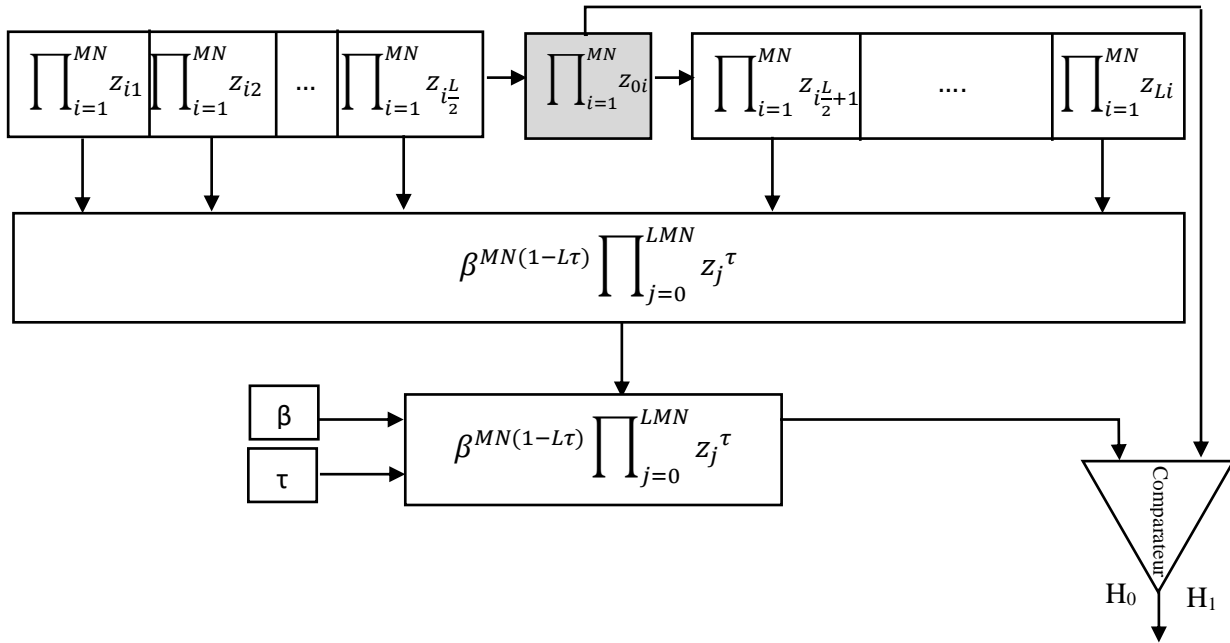 ∏_{i=1}^{MN} z_{i1} ∏_{i=1}^{MN} z_{i2} ... ∏_{i=1}^{MN} z_{i\frac{L}{2}} ∏_{i=1}^{MN} z_{0i} ∏_{i=1}^{MN} z_{i\frac{L}{2}+1} .... ∏_{i=1}^{MN} z_{Li}
β^{MN(1−Lτ)} ∏_{j=0}^{LMN} z_j^τ
β
β^{MN(1−Lτ)} ∏_{j=0}^{LMN} z_j^τ
τ
Comparateur
H₀ H₁